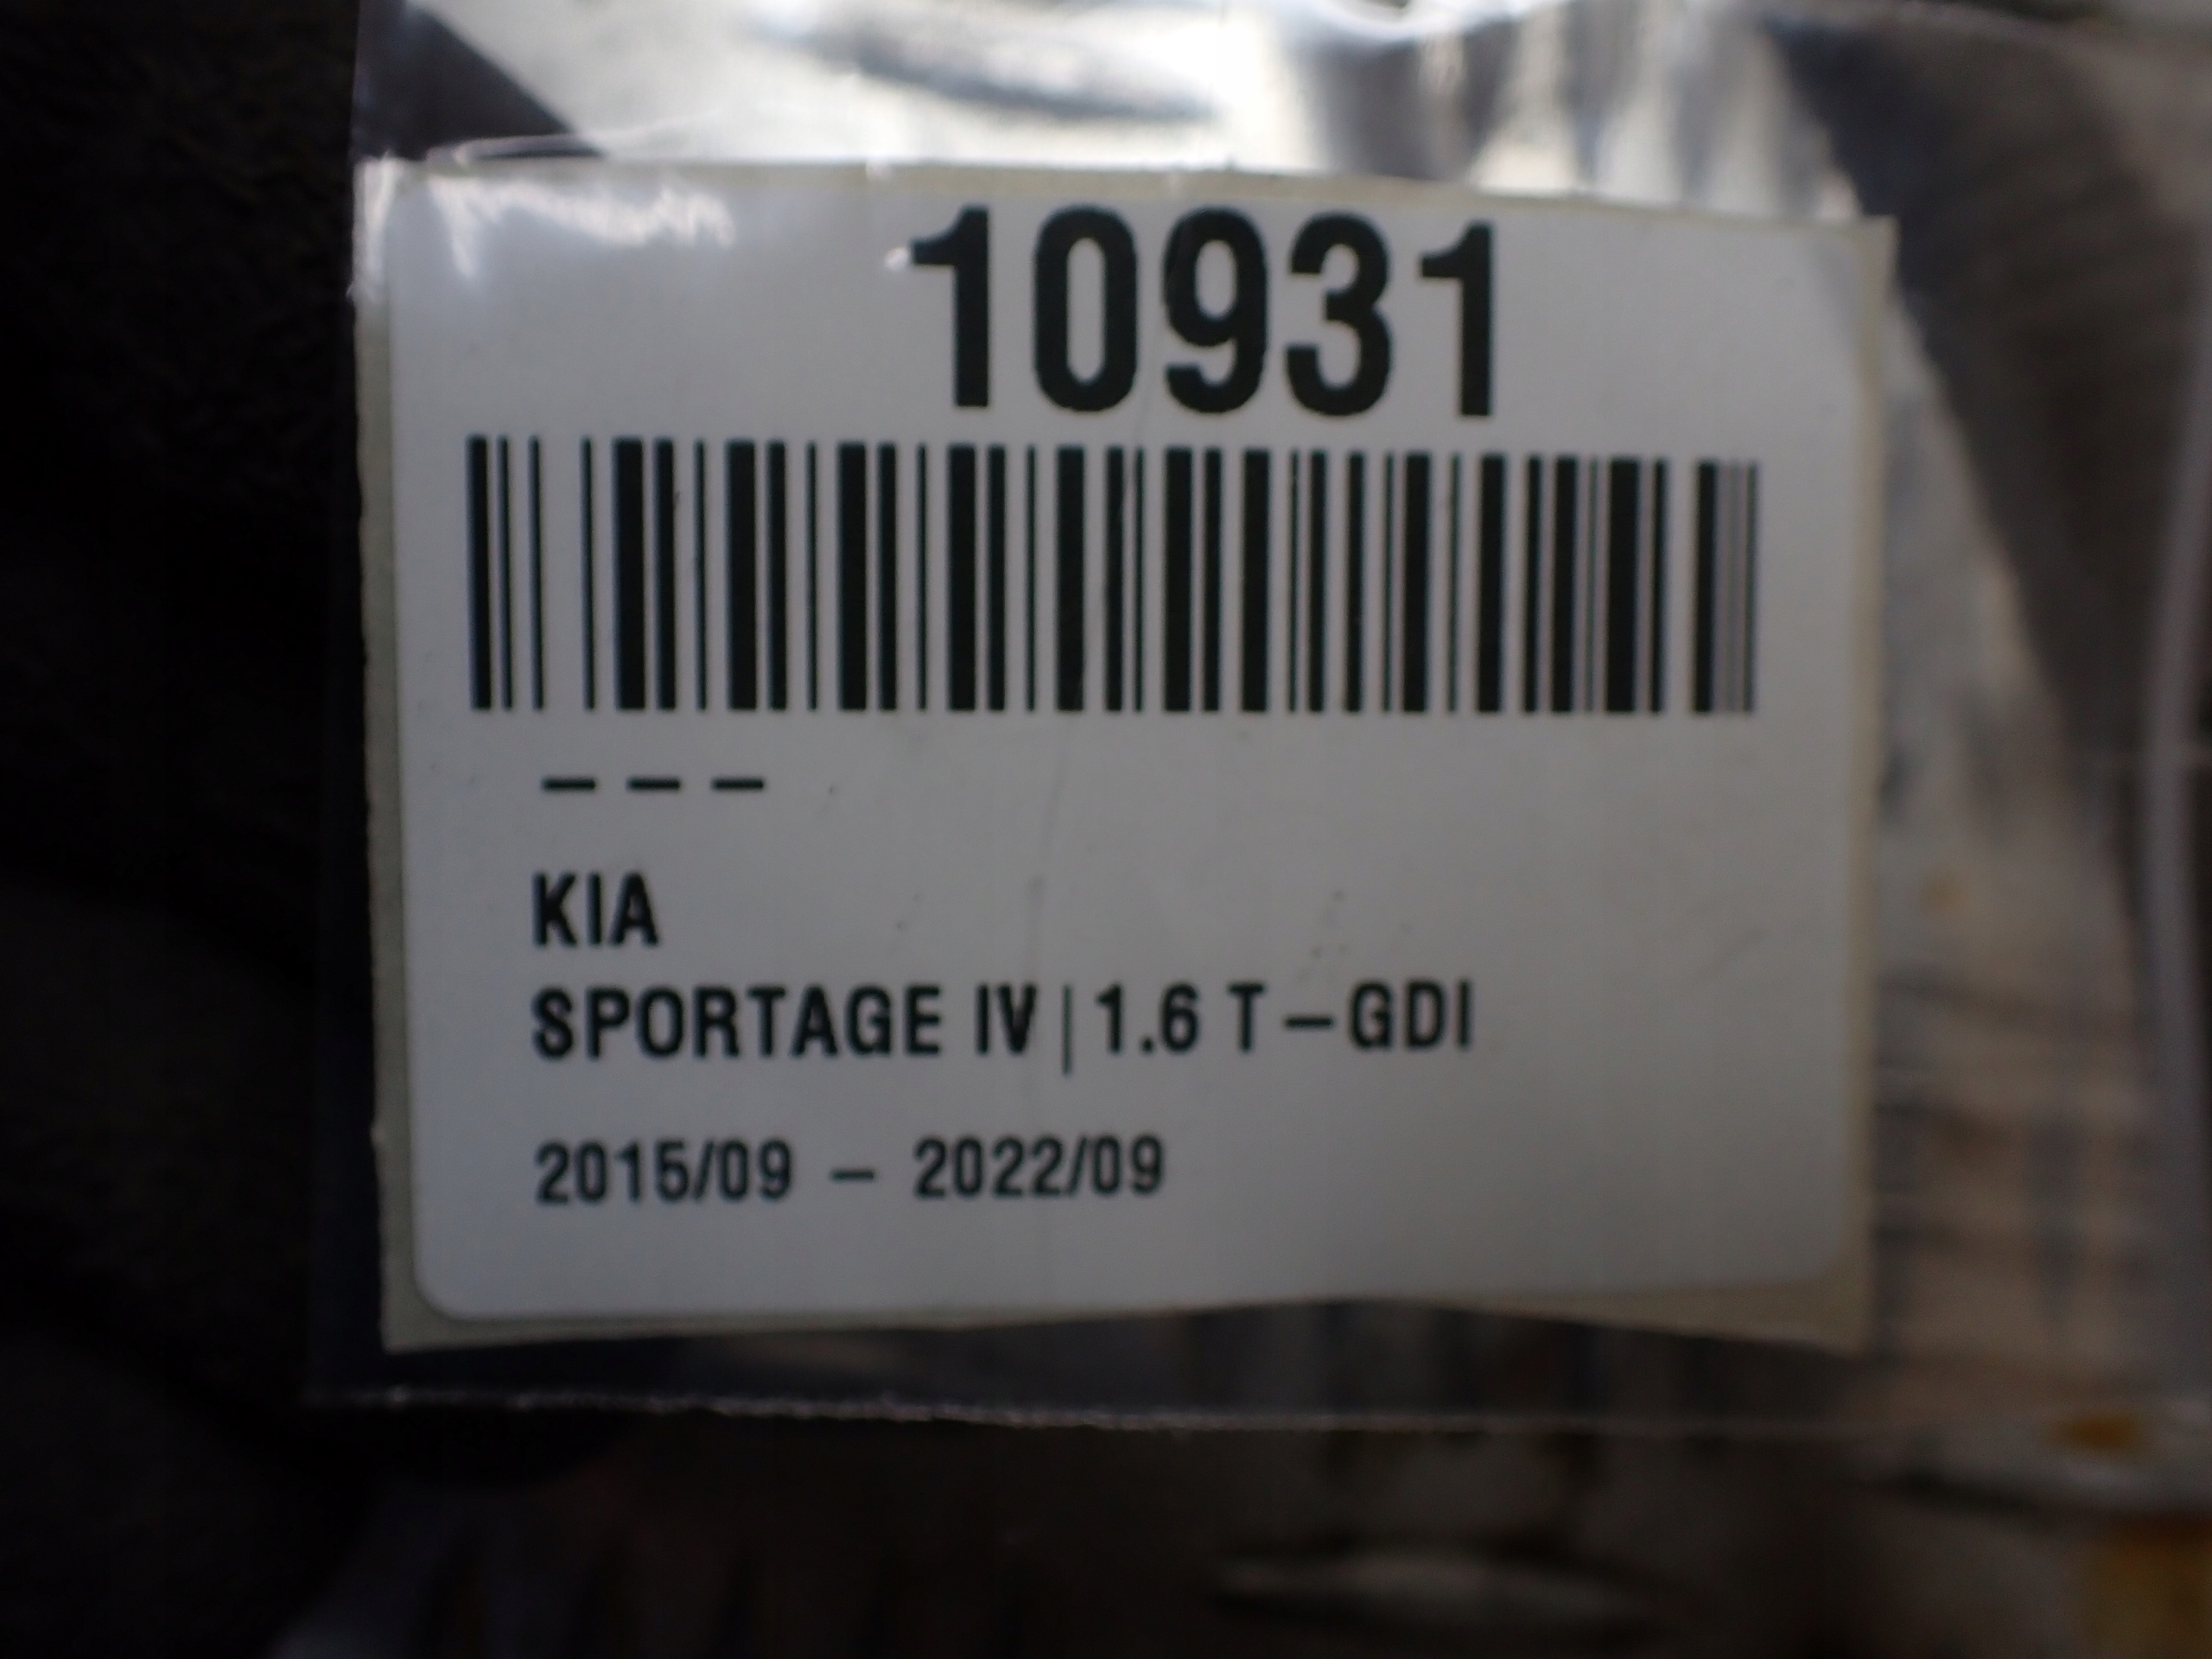 10931
– – –
KIA
SPORTAGE IV|1.6 T–GDI
2015/09 – 2022/09